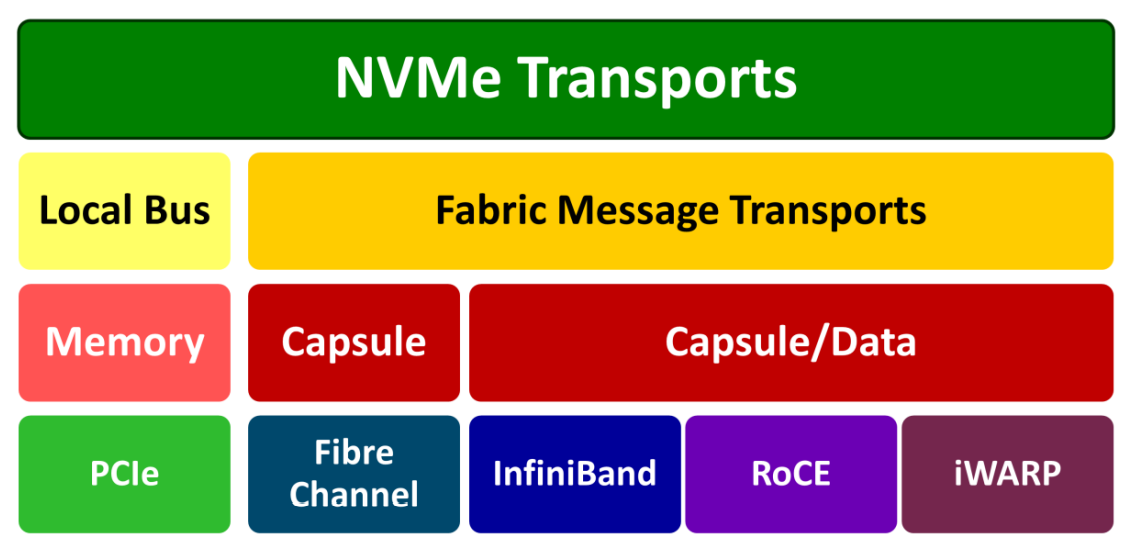 NVMe Transports
Local Bus
Fabric Message Transports
Memory
Capsule
Capsule/Data
PCIe
Fibre
Channel
InfiniBand
RoCE
iWARP